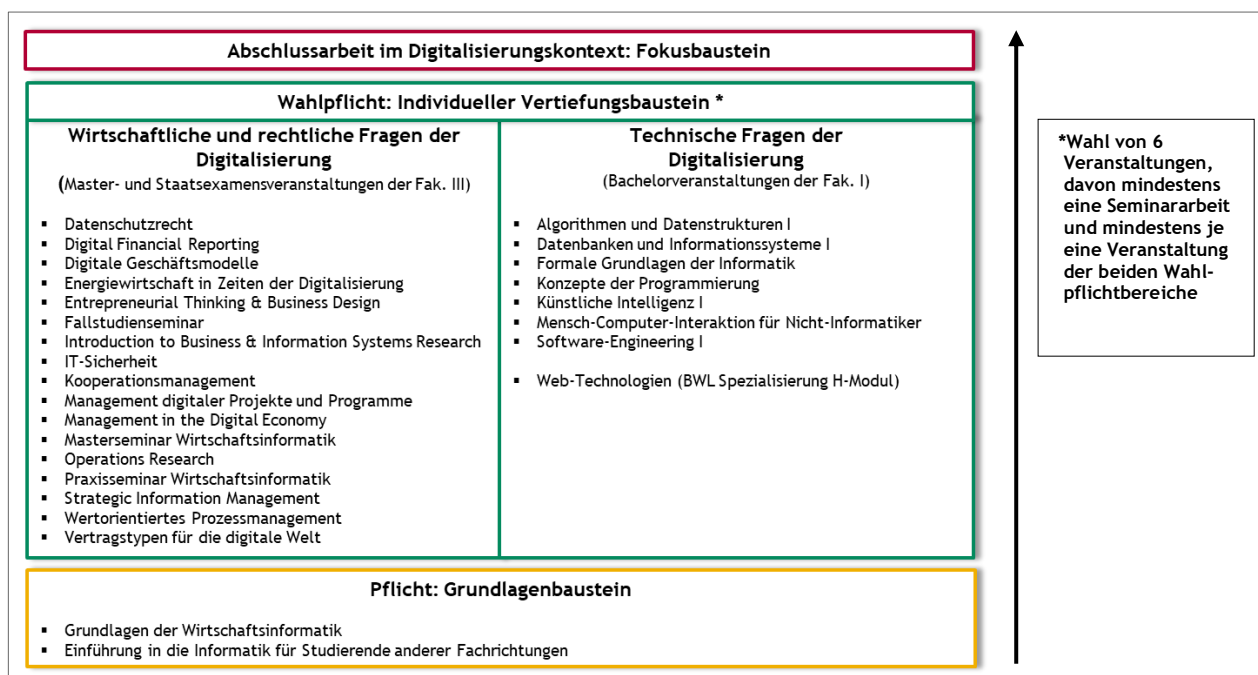 Abschlussarbeit im Digitalisierungskontext: Fokusbaustein
Wahlpflicht: Individueller Vertiefungsbaustein *
Wirtschaftliche und rechtliche Fragen der
Digitalisierung
(Master- und Staatsexamensveranstaltungen der Fak. III)
▪ Datenschutzrecht
▪ Digital Financial Reporting
▪ Digitale Geschäftsmodelle
▪ Energiewirtschaft in Zeiten der Digitalisierung
▪ Entrepreneurial Thinking & Business Design
▪ Fallstudienseminar
▪ Introduction to Business & Information Systems Research
▪ IT-Sicherheit
▪ Kooperationsmanagement
▪ Management digitaler Projekte und Programme
▪ Management in the Digital Economy
▪ Masterseminar Wirtschaftsinformatik
▪ Operations Research
▪ Praxisseminar Wirtschaftsinformatik
▪ Strategic Information Management
▪ Wertorientiertes Prozessmanagement
▪ Vertragstypen für die digitale Welt
Technische Fragen der
Digitalisierung
(Bachelorveranstaltungen der Fak. I)
▪ Algorithmen und Datenstrukturen I
▪ Datenbanken und Informationssysteme I
▪ Formale Grundlagen der Informatik
▪ Konzepte der Programmierung
▪ Künstliche Intelligenz I
▪ Mensch-Computer-Interaktion für Nicht-Informatiker
▪ Software-Engineering I
▪ Web-Technologien (BWL Spezialisierung H-Modul)
Pflicht: Grundlagenbaustein
▪ Grundlagen der Wirtschaftsinformatik
▪ Einführung in die Informatik für Studierende anderer Fachrichtungen
*Wahl von 6
Veranstaltungen,
davon mindestens
eine Seminararbeit
und mindestens je
eine Veranstaltung
der beiden Wahl-
pflichtbereiche